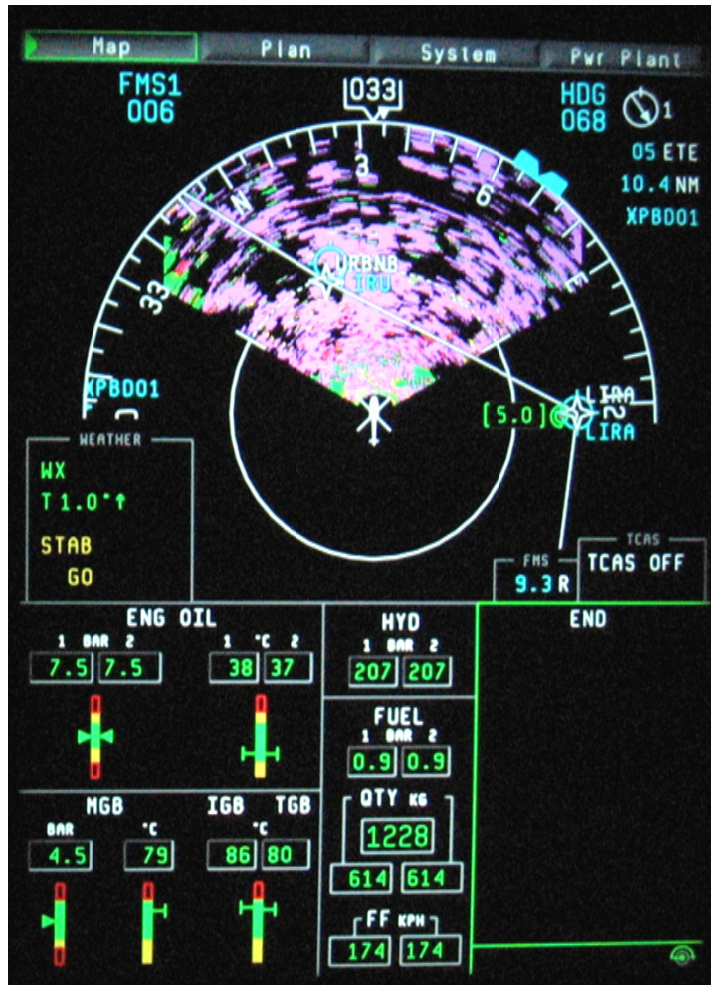 Map Plan System Pwr Plant
FMS1
006
033
HDG
068
1
05 ETE
10.4 NM
XPBD01
33 N 3 6 E 12
URBNB
IRU
XPBD01
[5.0]
LIRA
LIRA
WEATHER
WX
T 1.0°↑
STAB
GO
FMS
9.3 R
TCAS
TCAS OFF
ENG OIL
1 BAR 2
7.5 7.5
1 °C 2
38 37
HYD
1 BAR 2
207 207
END
FUEL
1 BAR 2
0.9 0.9
QTY KG
1228
614 614
FF KPH
174 174
MGB IGB TGB
BAR °C °C
4.5 79 86 80